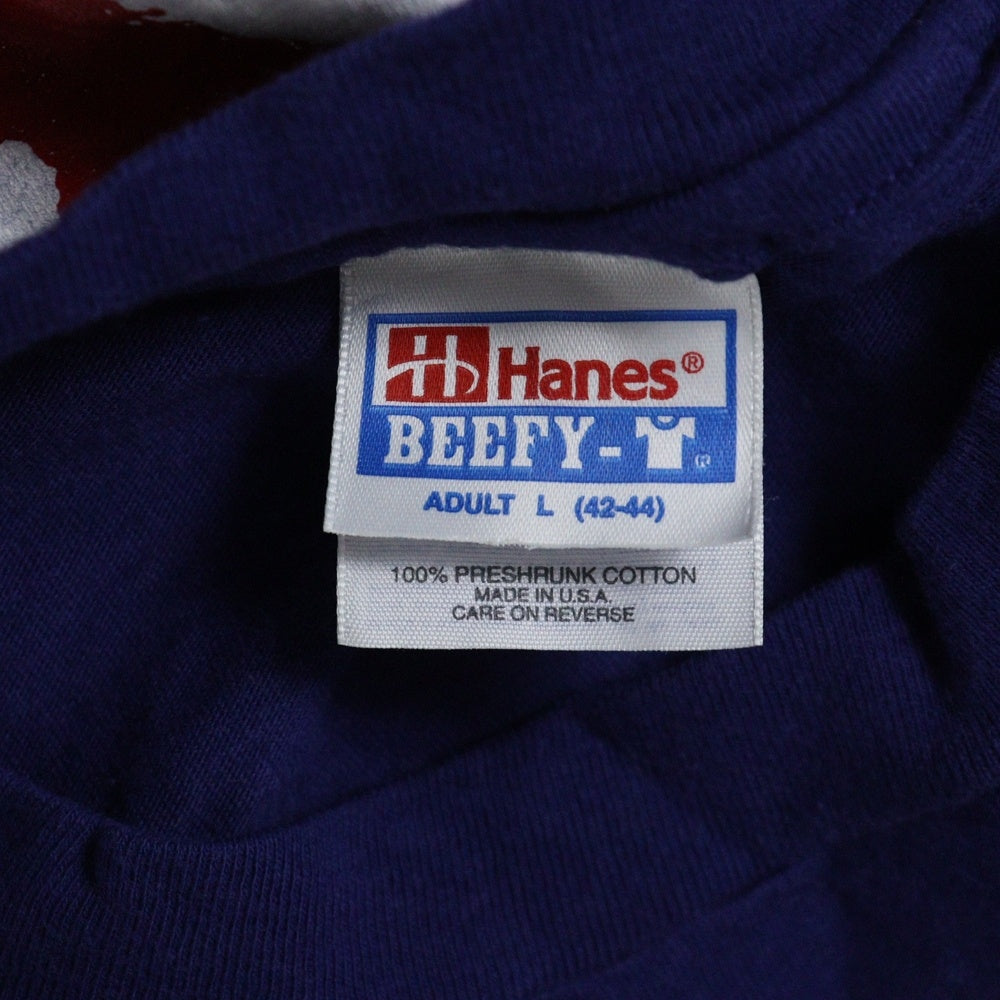 Hanes®
BEEFY-T®
ADULT L (42-44)
100% PRESHRUNK COTTON
MADE IN U.S.A.
CARE ON REVERSE